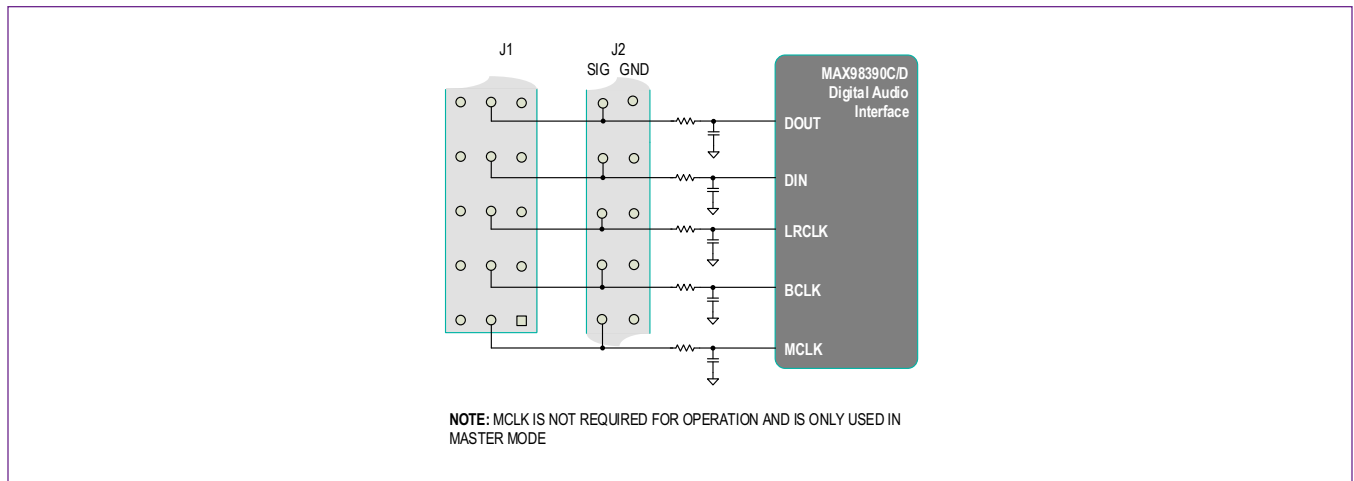 J1
J2
SIG GND
MAX98390C/D
Digital Audio
Interface
DOUT
DIN
LRCLK
BCLK
MCLK
NOTE: MCLK IS NOT REQUIRED FOR OPERATION AND IS ONLY USED IN
MASTER MODE